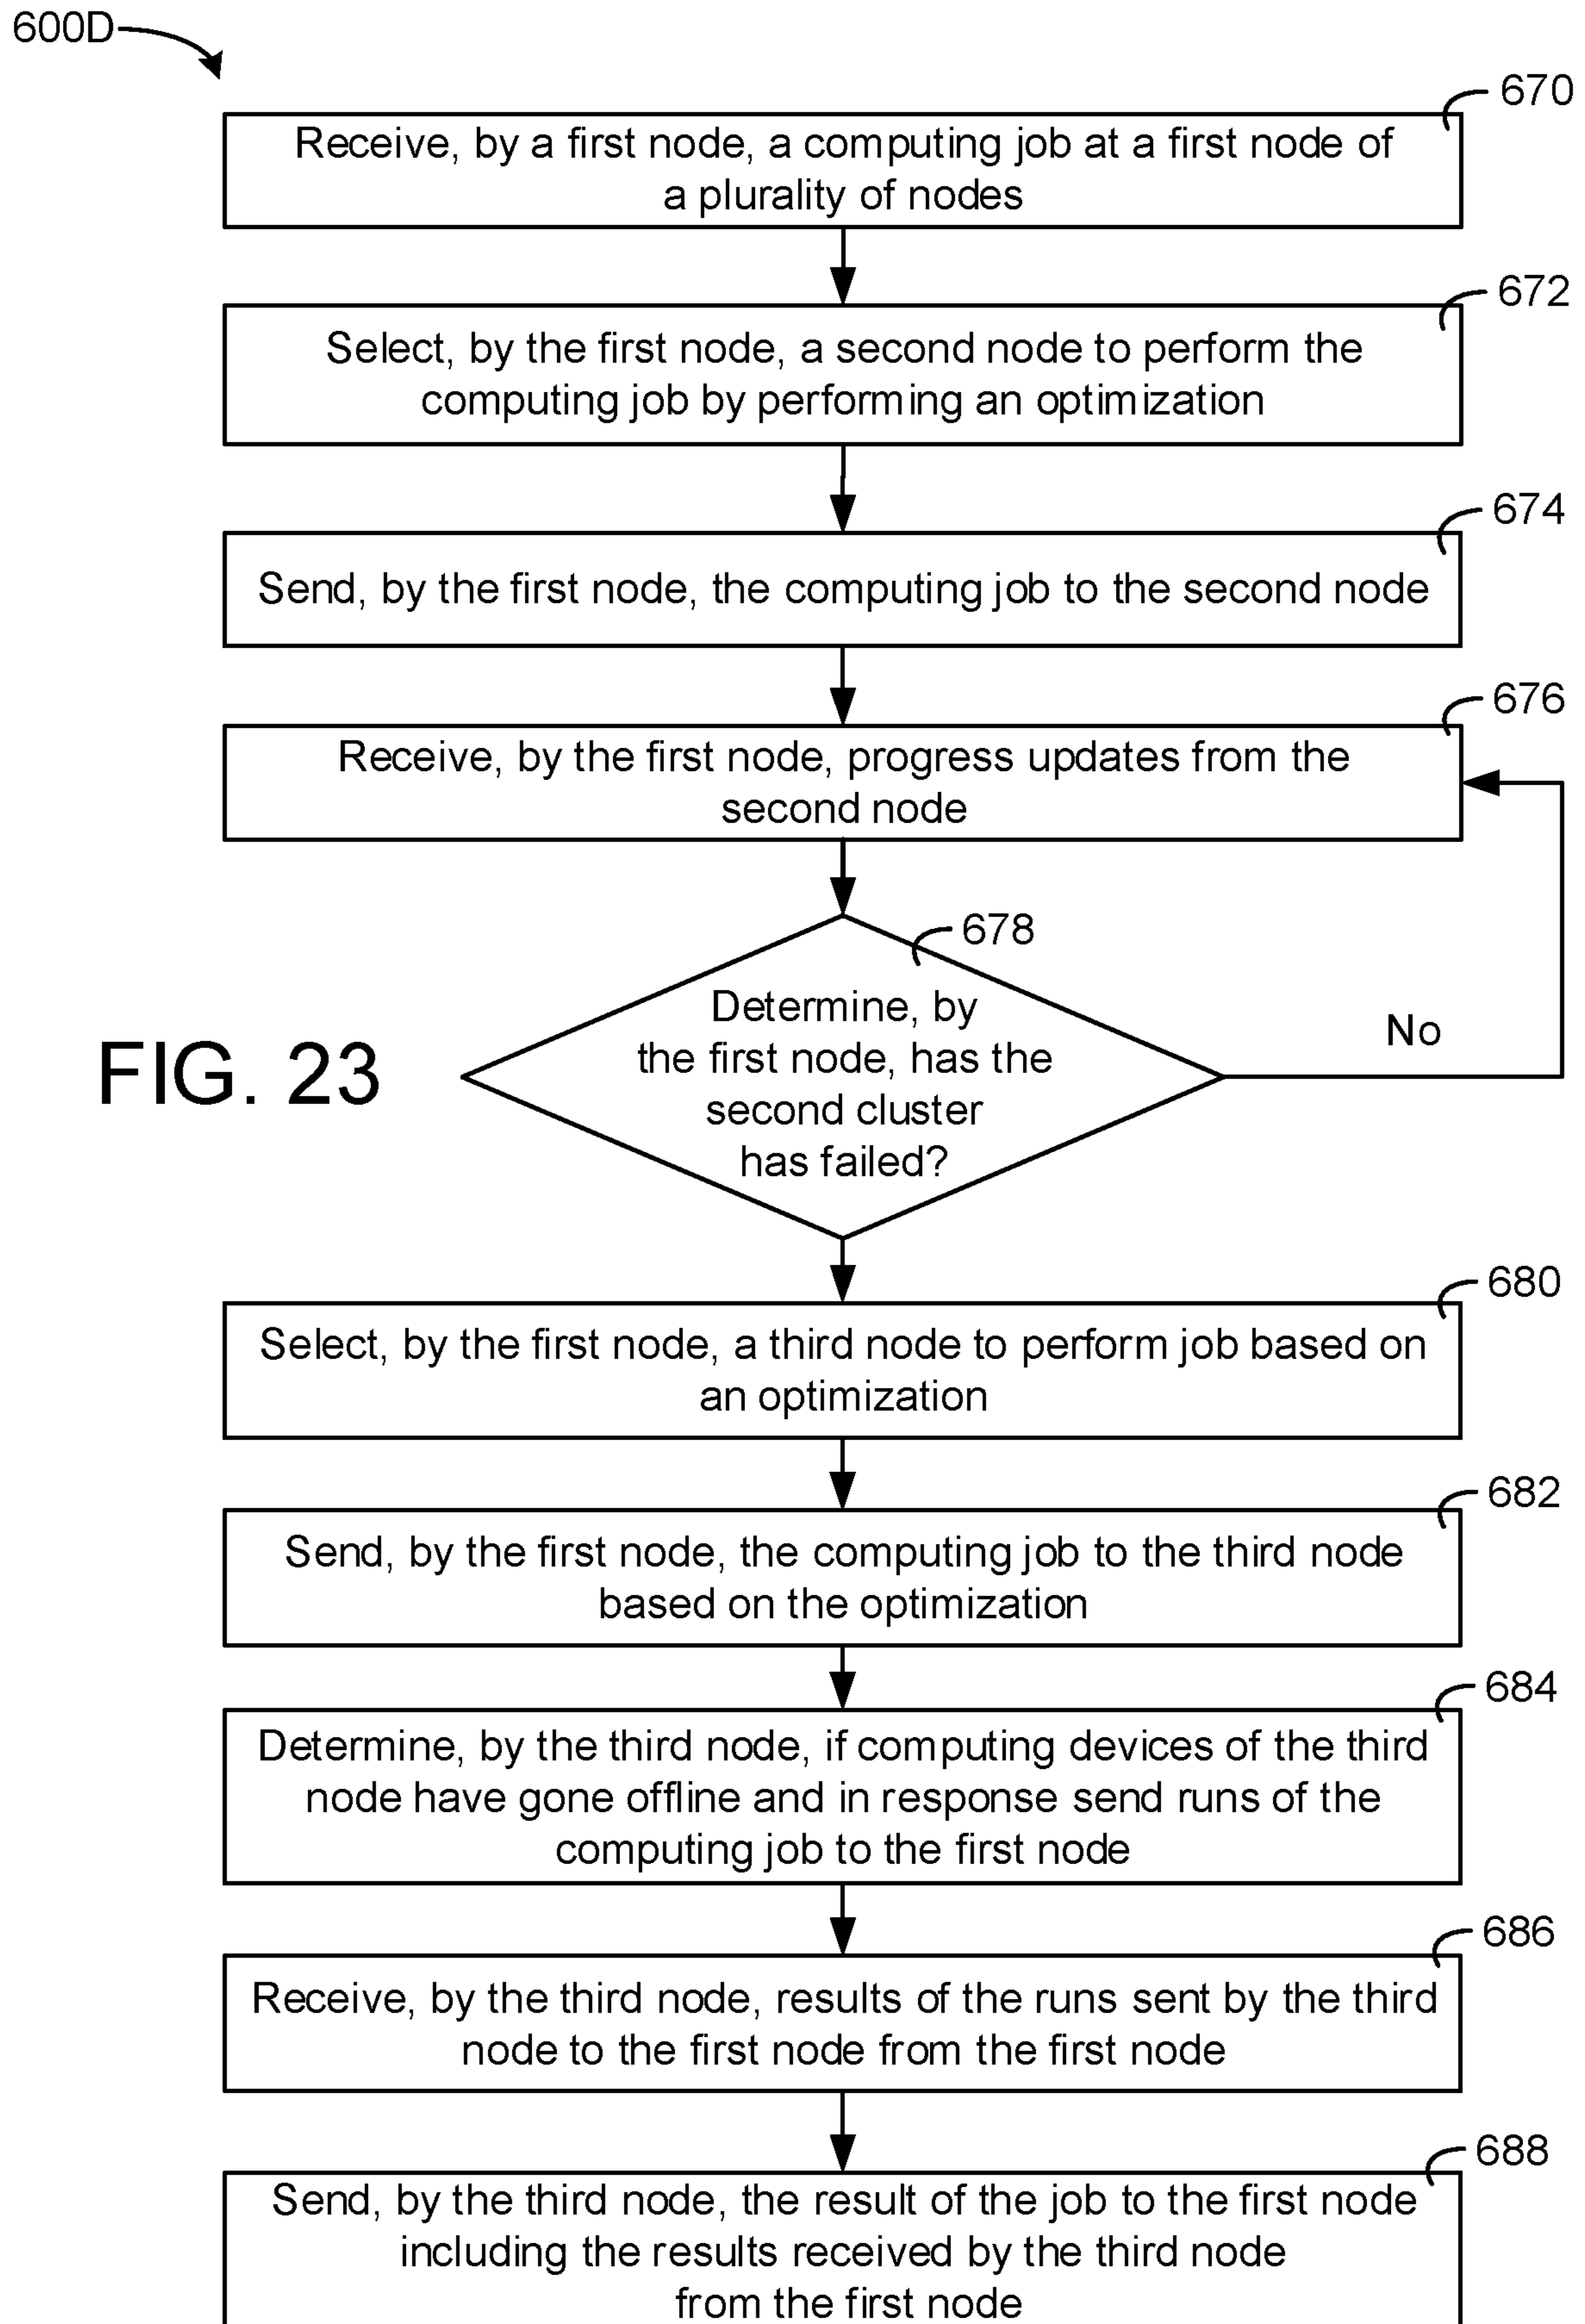 600D
670
Receive, by a first node, a computing job at a first node of
a plurality of nodes
672
Select, by the first node, a second node to perform the
computing job by performing an optimization
674
Send, by the first node, the computing job to the second node
676
Receive, by the first node, progress updates from the
second node
678
Determine, by
the first node, has the
second cluster
has failed?
No
FIG. 23
680
Select, by the first node, a third node to perform job based on
an optimization
682
Send, by the first node, the computing job to the third node
based on the optimization
684
Determine, by the third node, if computing devices of the third
node have gone offline and in response send runs of the
computing job to the first node
686
Receive, by the third node, results of the runs sent by the third
node to the first node from the first node
688
Send, by the third node, the result of the job to the first node
including the results received by the third node
from the first node